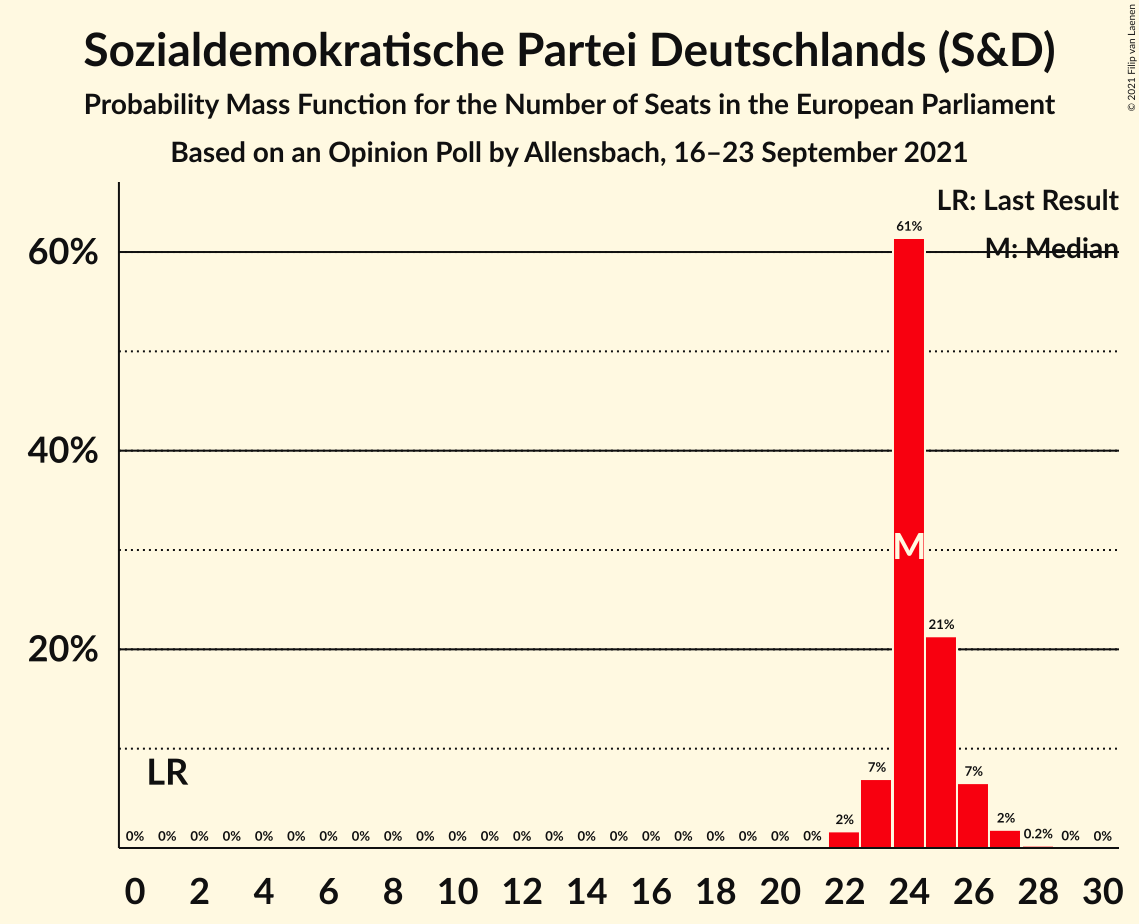 Sozialdemokratische Partei Deutschlands (S&D)
Probability Mass Function for the Number of Seats in the European Parliament
Based on an Opinion Poll by Allensbach, 16–23 September 2021
© 2021 Filip van Laenen
LR: Last Result
M: Median
60%
40%
20%
61%
M
21%
LR
7%
7%
0% 0% 0% 0% 0% 0% 0% 0% 0% 0% 0% 0% 0% 0% 0% 0% 0% 0% 0% 0% 0% 0% 2% 2% 0.2% 0% 0%
0 2 4 6 8 10 12 14 16 18 20 22 24 26 28 30